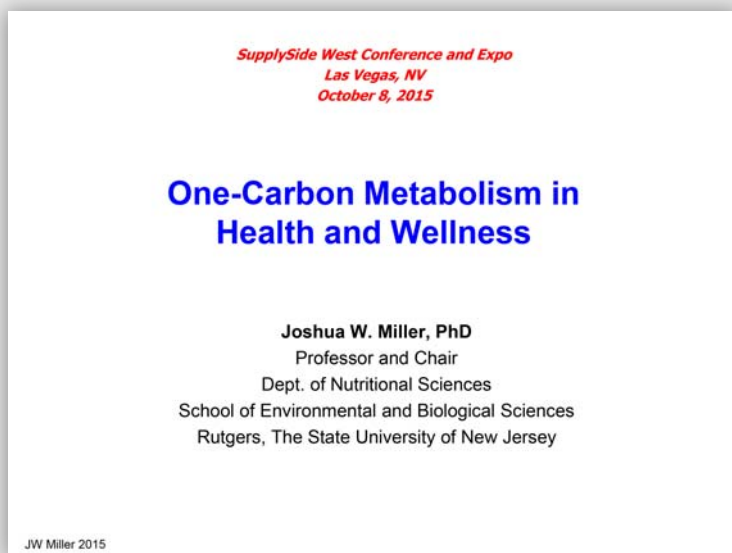 SupplySide West Conference and Expo
Las Vegas, NV
October 8, 2015
One-Carbon Metabolism in
Health and Wellness
Joshua W. Miller, PhD
Professor and Chair
Dept. of Nutritional Sciences
School of Environmental and Biological Sciences
Rutgers, The State University of New Jersey
JW Miller 2015